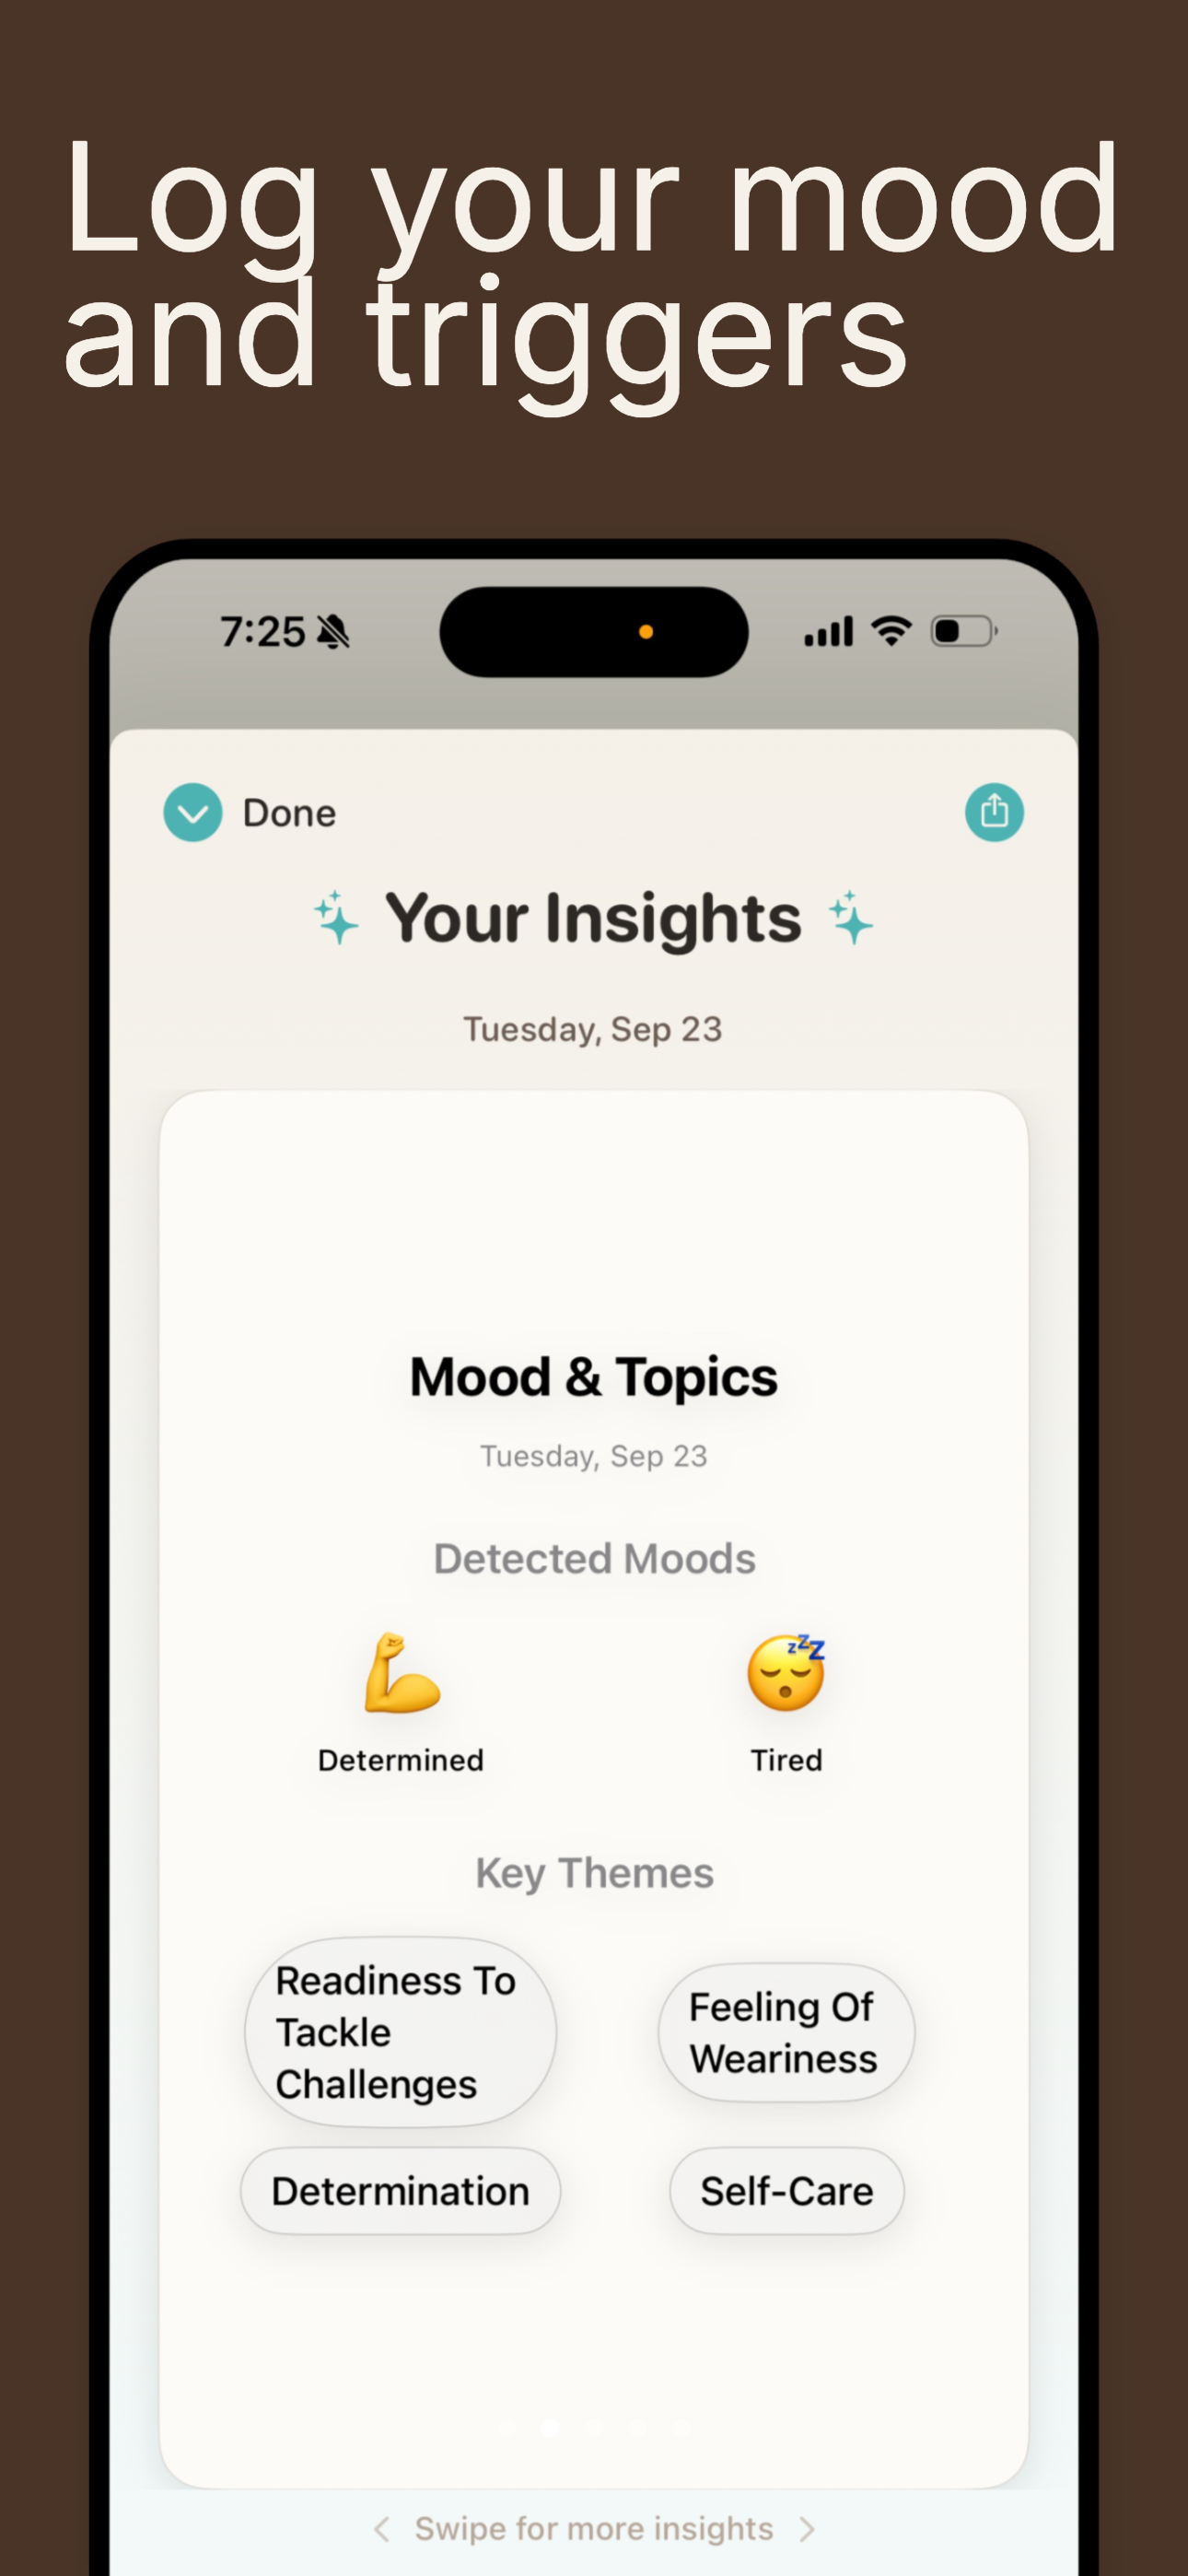 Log your mood
and triggers
7:25
Done
Your Insights
Tuesday, Sep 23
Mood & Topics
Tuesday, Sep 23
Detected Moods
Determined
Tired
Key Themes
Readiness To
Tackle
Challenges
Feeling Of
Weariness
Determination
Self-Care
Swipe for more insights